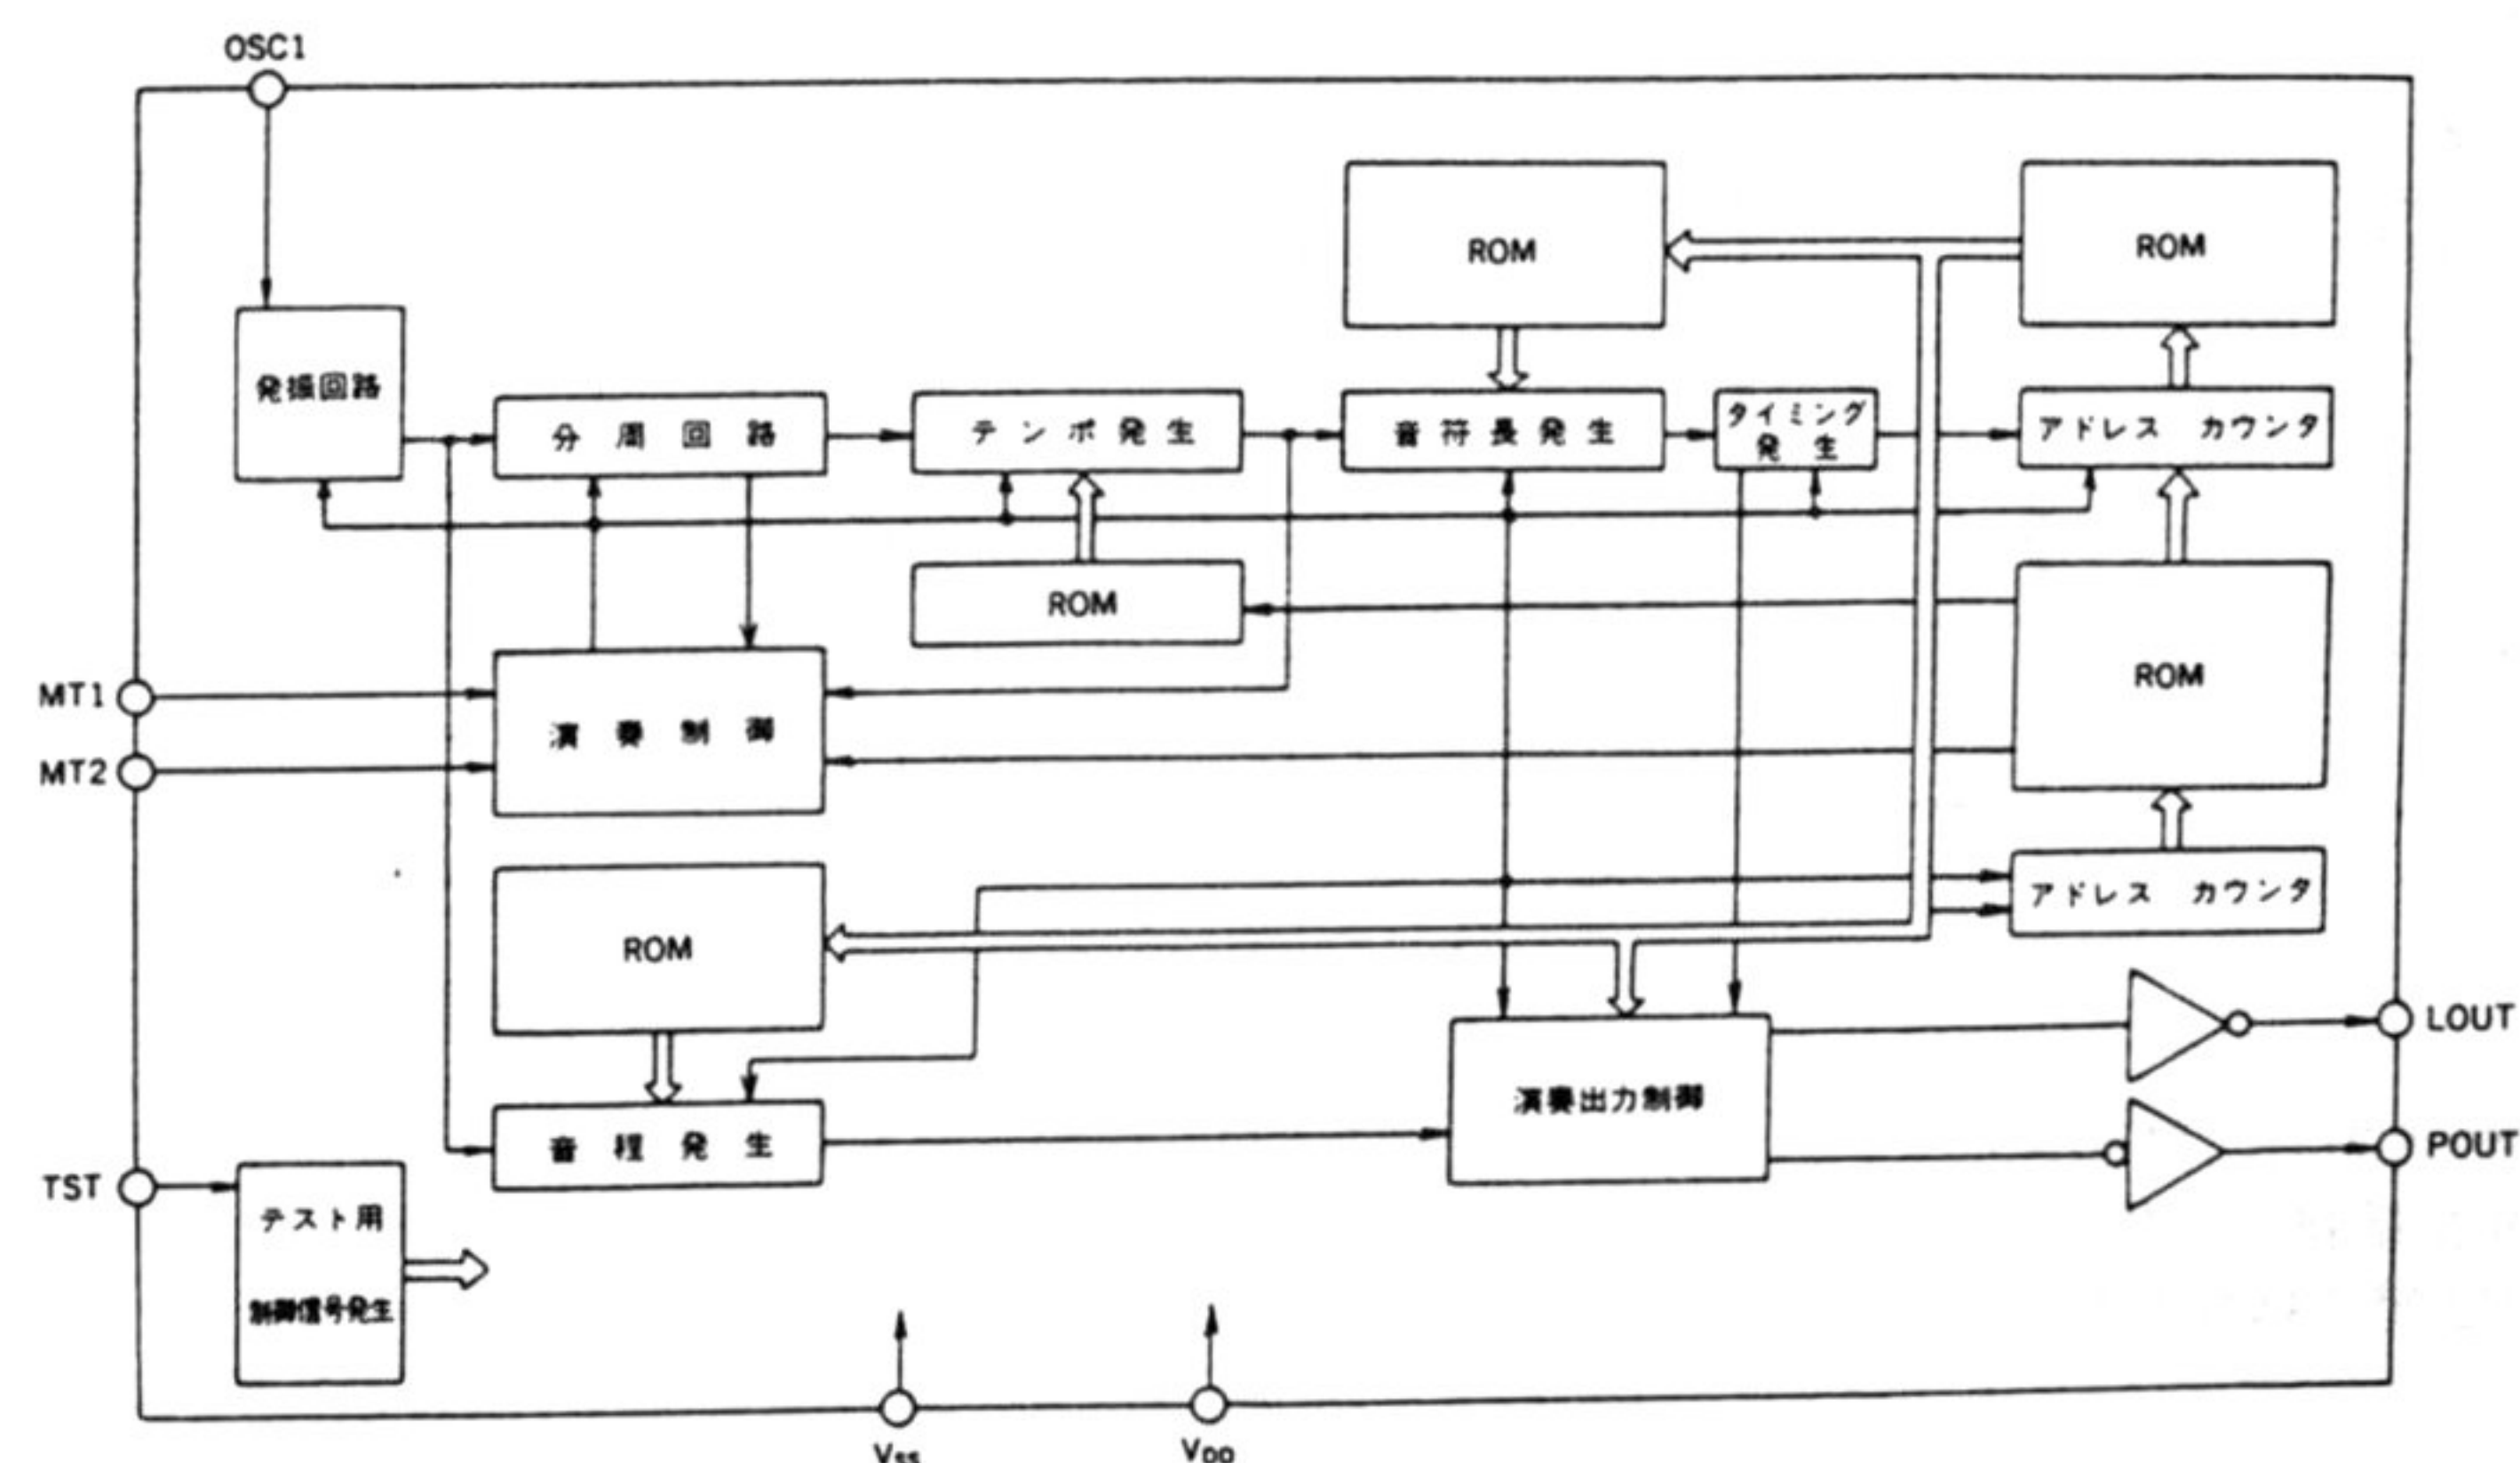 OSC1
ROM
ROM
発振回路
分周回路
テンポ発生
音符長発生
タイミング
発生
アドレス カウンタ
ROM
ROM
MT1
MT2
演奏制御
ROM
アドレス カウンタ
LOUT
演奏出力制御
音程発生
POUT
TST
テスト用
制御信号発生
Vss
VDD